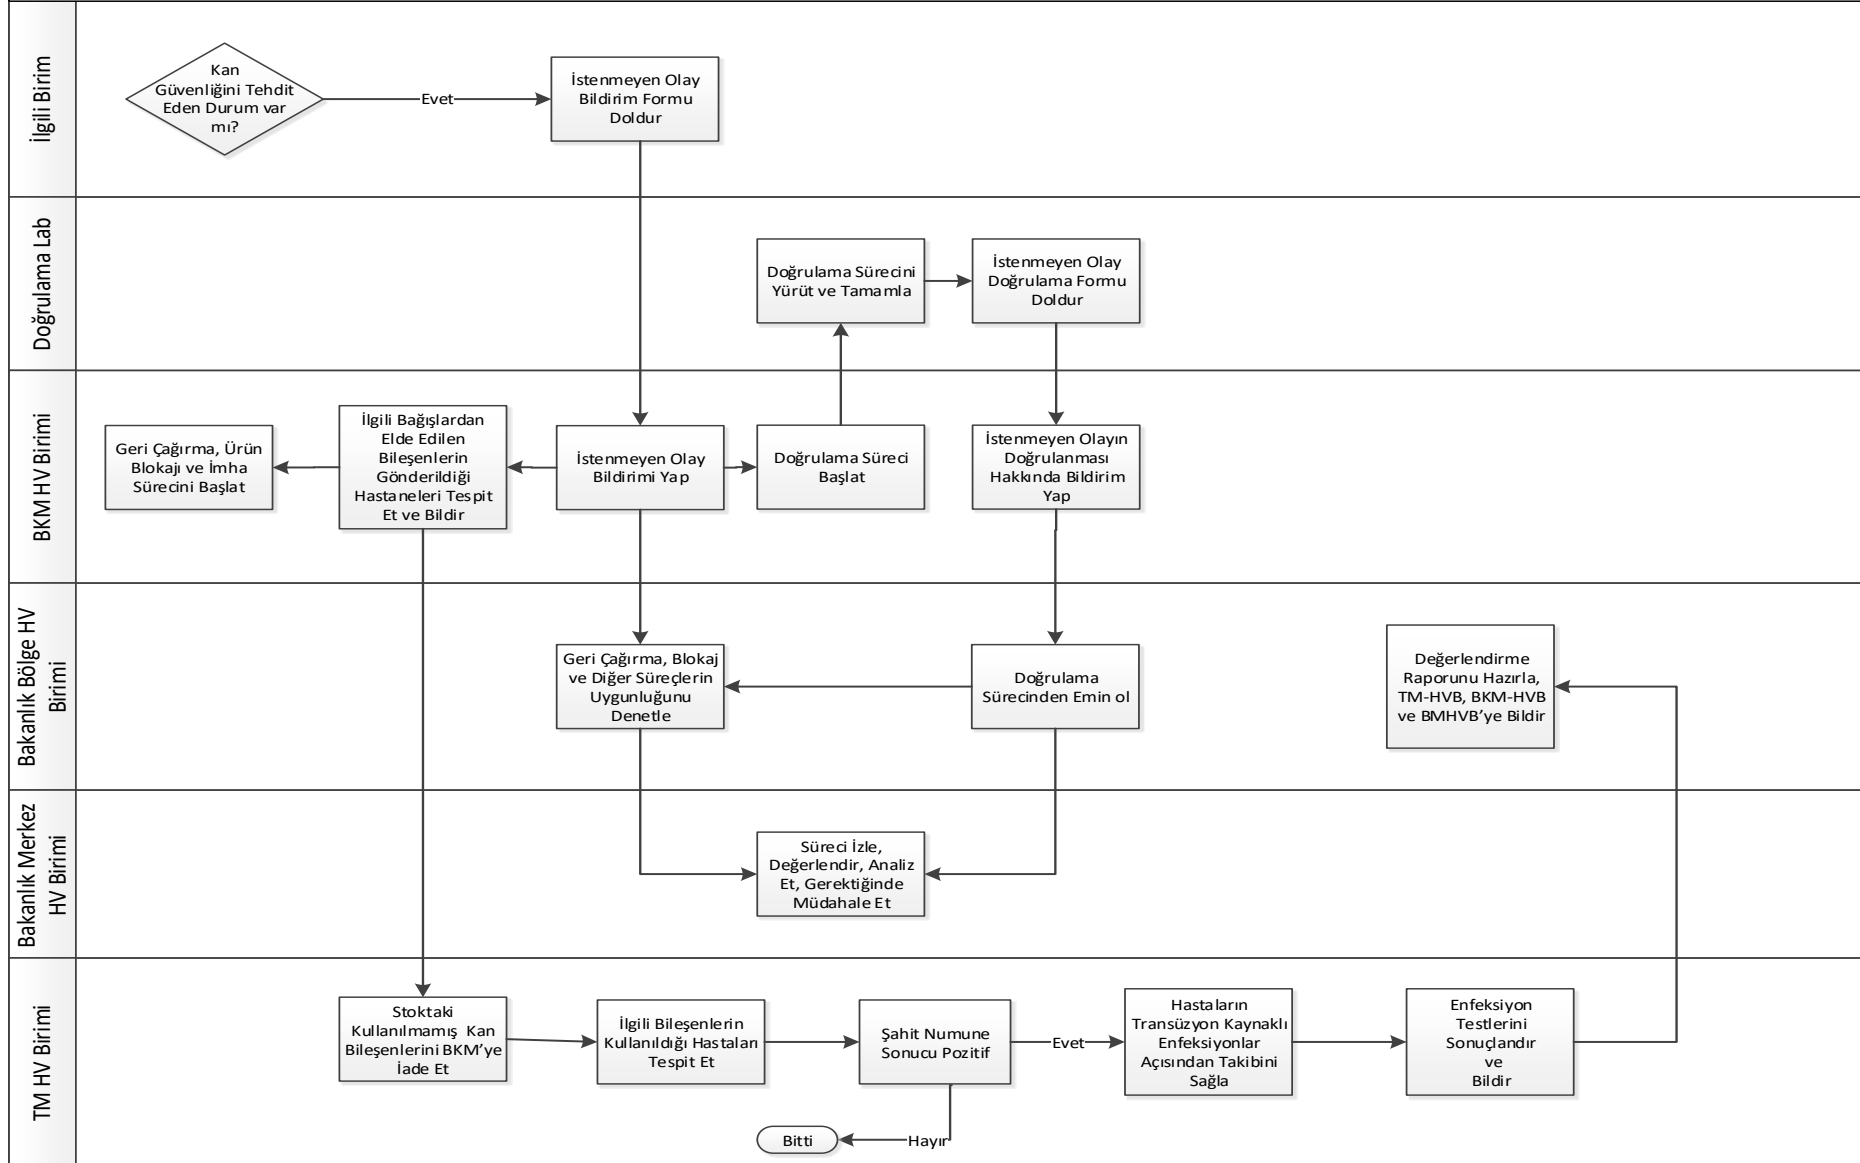 İlgili Birim
Kan
Güvenliğini Tehdit
Eden Durum var
mı?
Evet
İstenmeyen Olay
Bildirim Formu
Doldur
Doğrulama Lab
Doğrulama Sürecini
Yürüt ve Tamamla
İstenmeyen Olay
Doğrulama Formu
Doldur
BKM HV Birimi
Geri Çağırma, Ürün
Blokajı ve İmha
Sürecini Başlat
İlgili Bağışlardan
Elde Edilen
Bileşenlerin
Gönderildiği
Hastaneleri Tespit
Et ve Bildir
İstenmeyen Olay
Bildirimi Yap
Doğrulama Süreci
Başlat
İstenmeyen Olayın
Doğrulanması
Hakkında Bildirim
Yap
Bakanlık Bölge HV
Birimi
Geri Çağırma, Blokaj
ve Diğer Süreçlerin
Uygunluğunu
Denetle
Doğrulama
Sürecinden Emin ol
Değerlendirme
Raporunu Hazırla,
TM-HVB, BKM-HVB
ve BMHVB’ye Bildir
Bakanlık Merkez
HV Birimi
Süreci İzle,
Değerlendir, Analiz
Et, Gerektiğinde
Müdahale Et
TM HV Birimi
Stoktaki
Kullanılmamış Kan
Bileşenlerini BKM’ye
İade Et
İlgili Bileşenlerin
Kullanıldığı Hastaları
Tespit Et
Şahit Numune
Sonucu Pozitif
Evet
Hastaların
Transüzyon Kaynaklı
Enfeksiyonlar
Açısından Takibini
Sağla
Enfeksiyon
Testlerini
Sonuçlandır
ve
Bildir
Bitti
Hayır